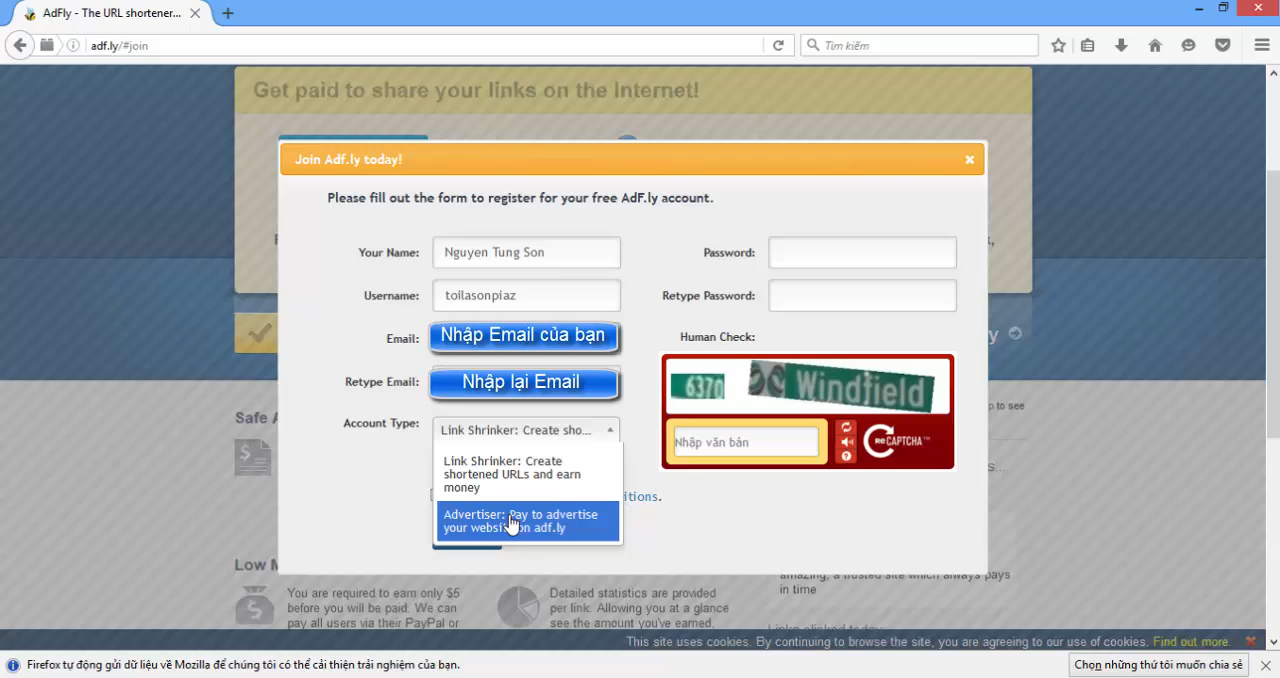 AdFly - The URL shortener...
adf.ly/#join
Tìm kiếm
Get paid to share your links on the Internet!
Join Adf.ly today!
Please fill out the form to register for your free AdF.ly account.
Your Name:
Nguyen Tung Son
Password:
Username:
toilasonpiaz
Retype Password:
Email:
Nhập Email của bạn
Human Check:
Retype Email:
Nhập lại Email
6370
Windfield
Nhập văn bản
reCAPTCHA™
Account Type:
Link Shrinker: Create sho...
Link Shrinker: Create
shortened URLs and earn
money
Advertiser: Pay to advertise
your website on adf.ly
itions.
Safe A
p to see
Low M
You are required to earn only $5
before you will be paid. We can
pay all users via their PayPal or
Detailed statistics are provided
per link. Allowing you at a glance
see the amount you've earned,
amazing, a trusted site which always pays
in time
Links clicked today
This site uses cookies. By continuing to browse the site, you are agreeing to our use of cookies. Find out more.
Firefox tự động gửi dữ liệu về Mozilla để chúng tôi có thể cải thiện trải nghiệm của bạn.
Chọn những thứ tôi muốn chia sẻ